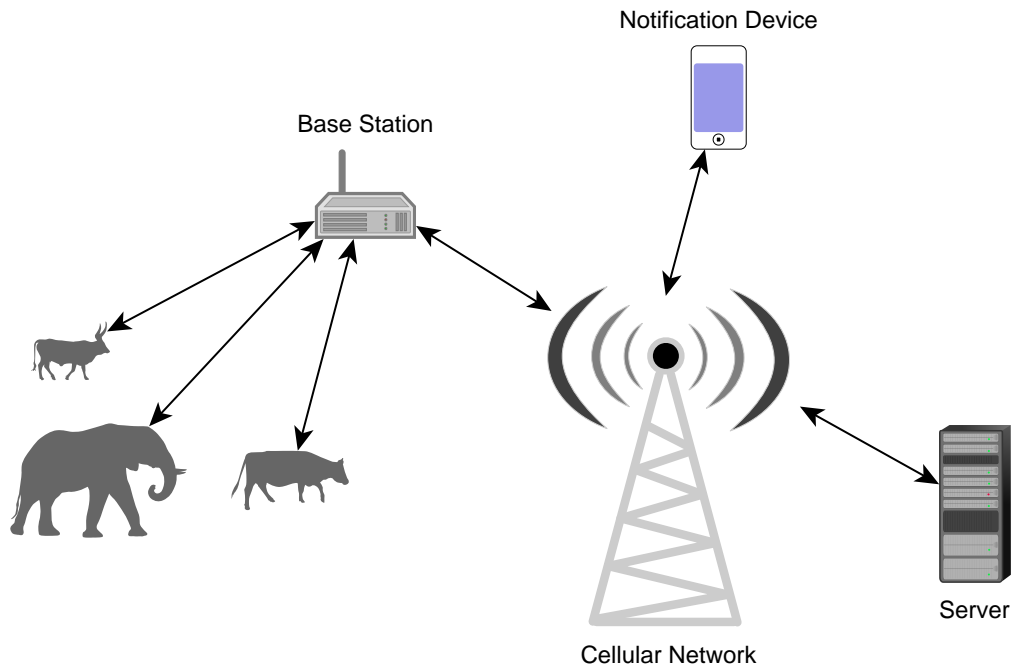 Notification Device
Base Station
Server
Cellular Network